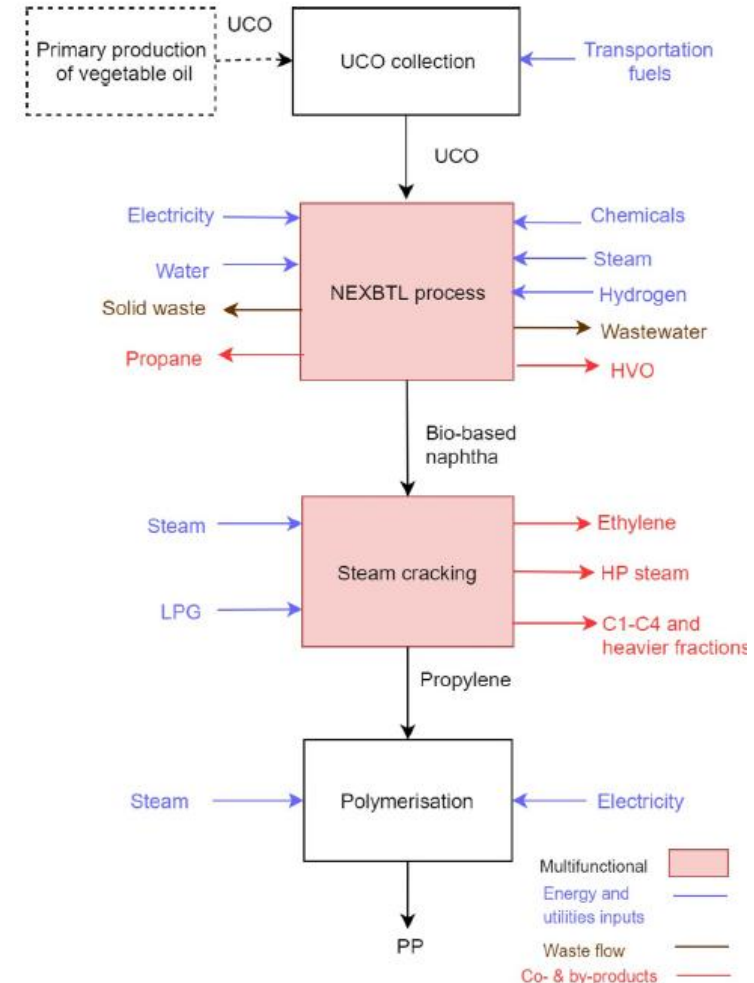 UCO
Primary production
of vegetable oil
UCO collection
Transportation
fuels
UCO
Electricity
Chemicals
Water
Steam
NEXBTL process
Hydrogen
Solid waste
Wastewater
Propane
HVO
Bio-based
naphtha
Steam
Ethylene
Steam cracking
HP steam
LPG
C1-C4 and
heavier fractions
Propylene
Steam
Polymerisation
Electricity
Multifunctional
Energy and
utilities inputs
PP
Waste flow
Co- & by-products